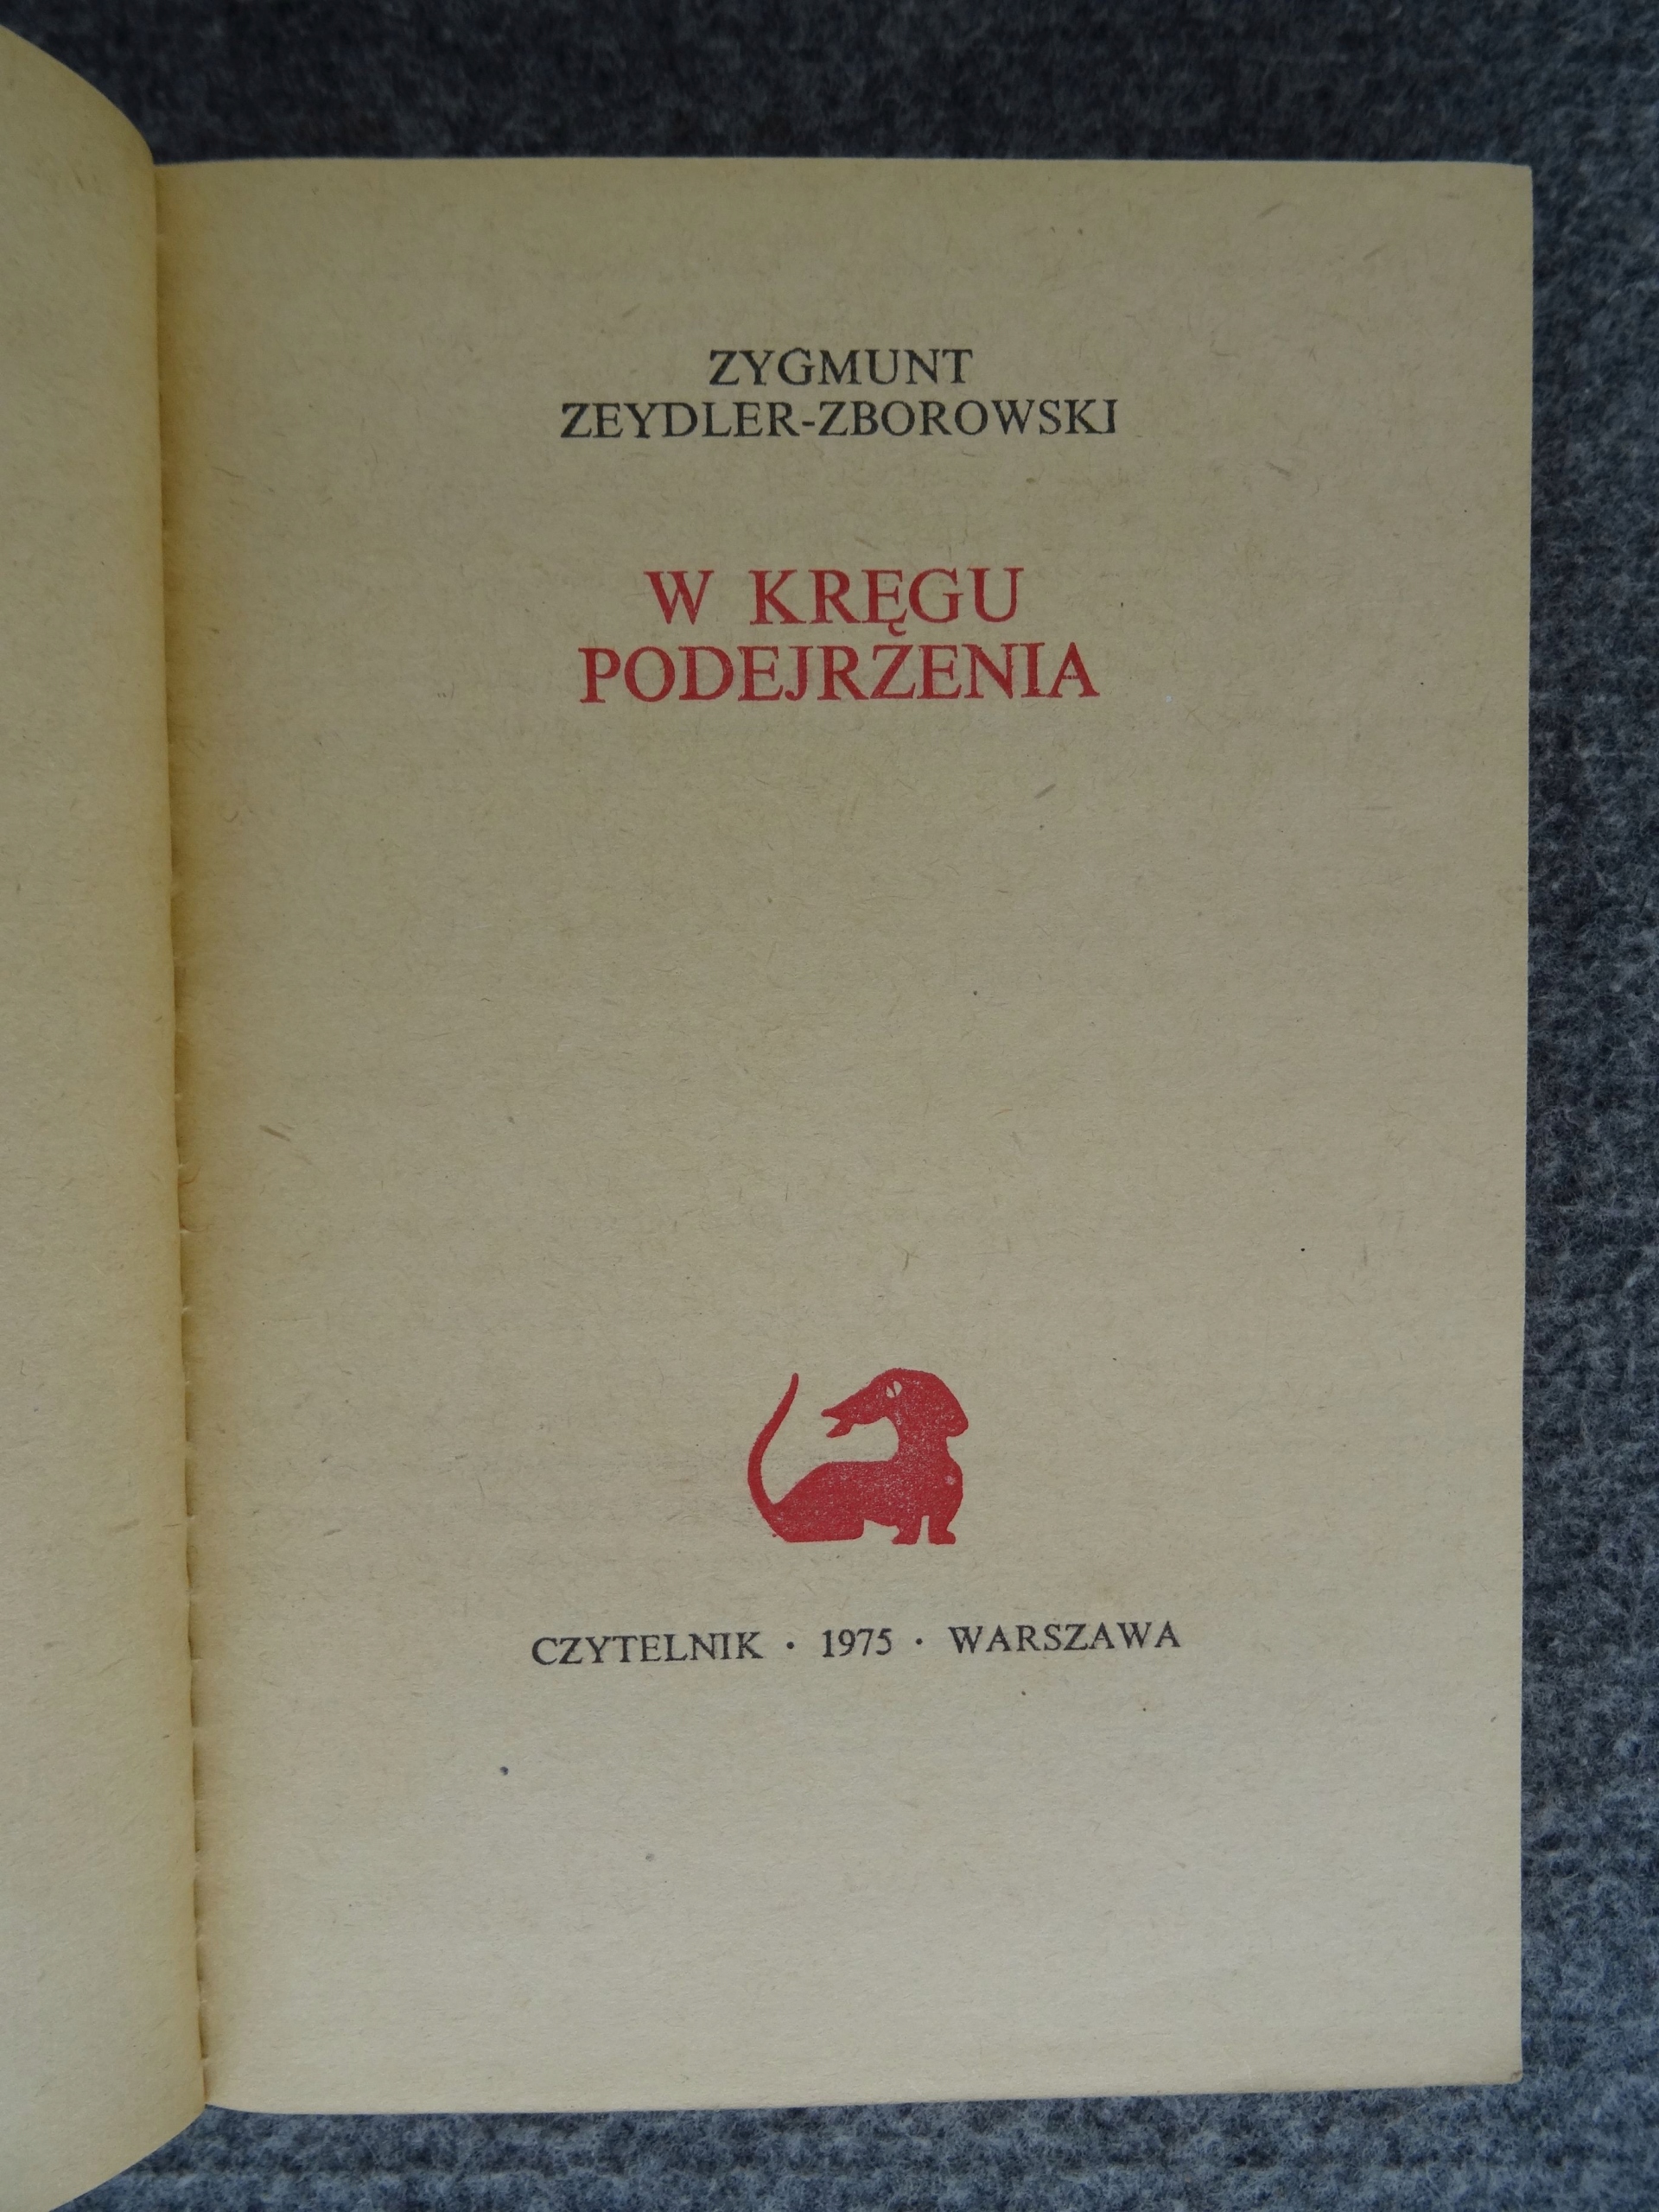 ZYGMUNT
ZEYDLER-ZBOROWSKI
W KRĘGU
PODEJRZENIA
CZYTELNIK · 1975 · WARSZAWA